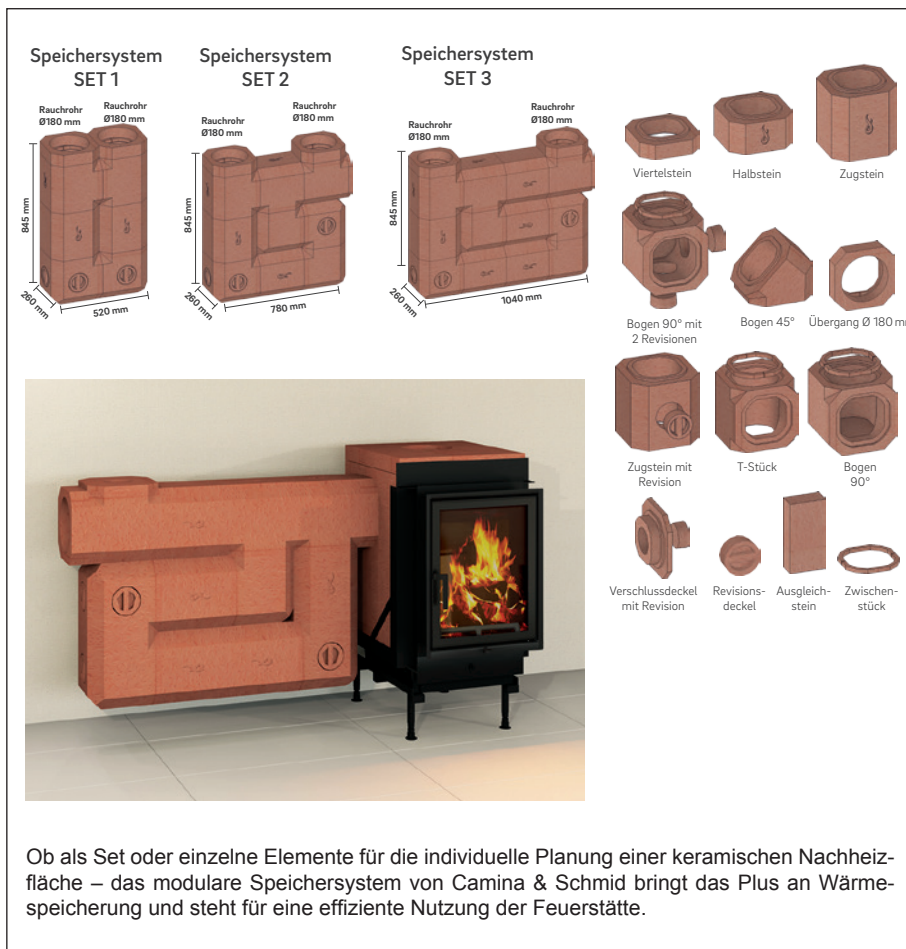 Speichersystem
SET 1
Speichersystem
SET 2
Speichersystem
SET 3
Rauchrohr
Ø180 mm
Rauchrohr
Ø180 mm
845 mm
260 mm
520 mm
Rauchrohr
Ø180 mm
Rauchrohr
Ø180 mm
845 mm
260 mm
780 mm
Rauchrohr
Ø180 mm
Rauchrohr
Ø180 mm
845 mm
260 mm
1040 mm
Viertelstein
Halbstein
Zugstein
Bogen 90° mit
2 Revisionen
Bogen 45°
Übergang Ø 180 m
Zugstein mit
Revision
T-Stück
Bogen
90°
Verschlussdeckel
mit Revision
Revisions-
deckel
Ausgleich-
stein
Zwischen-
stück
Ob als Set oder einzelne Elemente für die individuelle Planung einer keramischen Nachheiz-
fläche – das modulare Speichersystem von Camina & Schmid bringt das Plus an Wärme-
speicherung und steht für eine effiziente Nutzung der Feuerstätte.